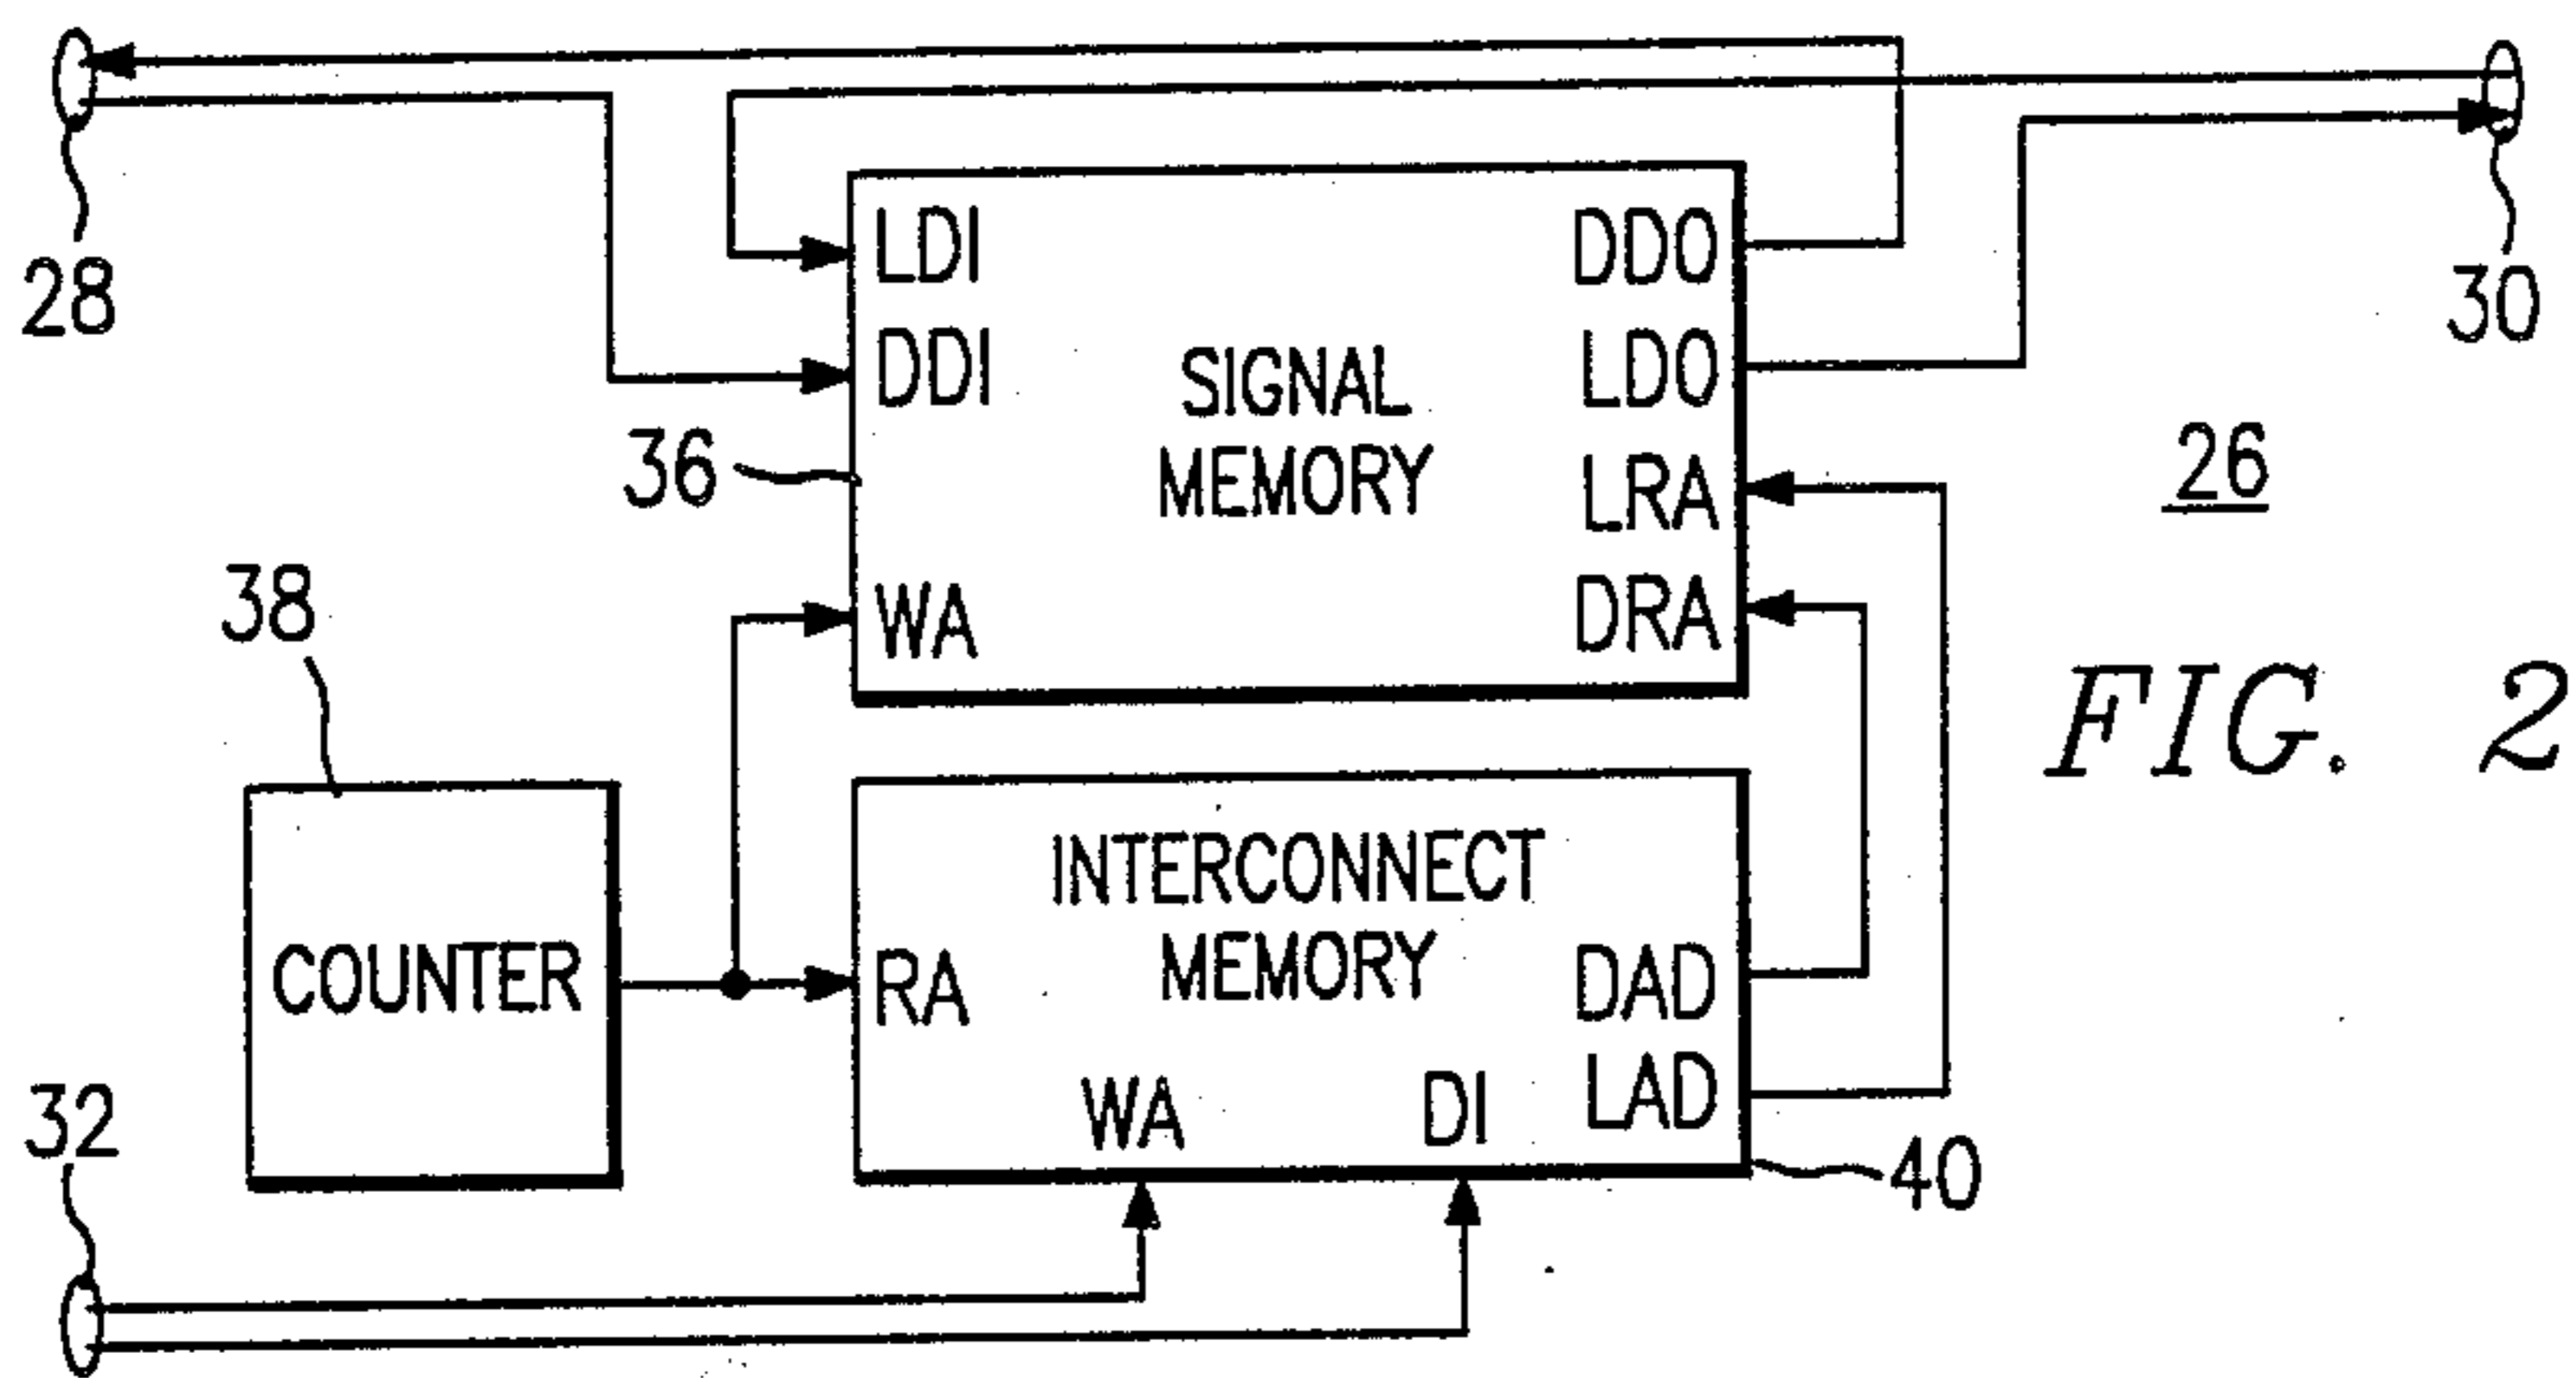 28
30
LDI
DDO
DDI
LDO
SIGNAL
MEMORY
36
LRA
26
WA
DRA
38
FIG. 2
INTERCONNECT
MEMORY
COUNTER
RA
DAD
WA
DI
LAD
32
40